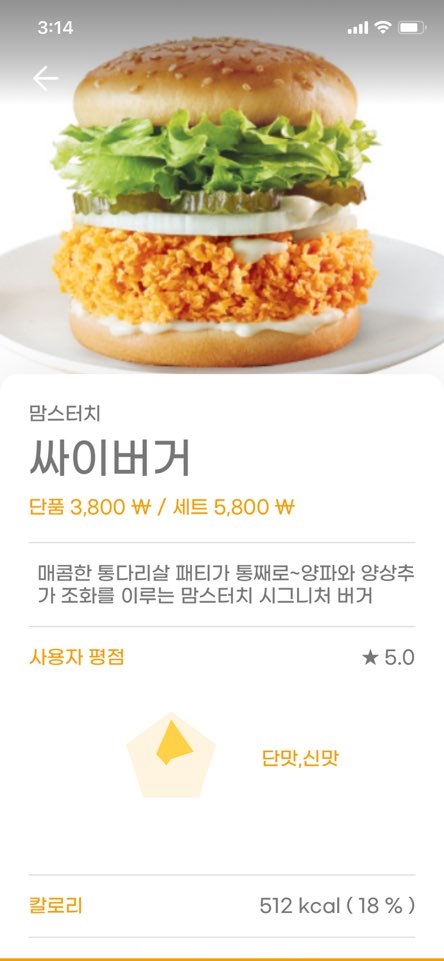 3:14
맘스터치
싸이버거
단품 3,800 ₩ / 세트 5,800 ₩
매콤한 통다리살 패티가 통째로~양파와 양상추
가 조화를 이루는 맘스터치 시그니처 버거
사용자 평점 ★ 5.0
단맛,신맛
칼로리 512 kcal ( 18 % )